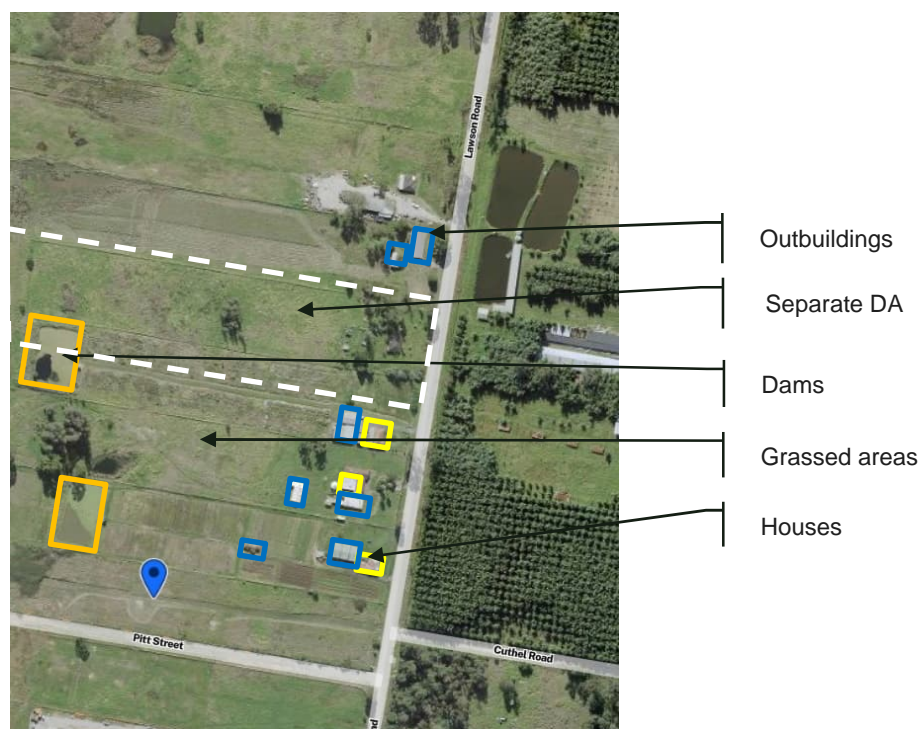 Lawson Road
Outbuildings
Separate DA
Dams
Grassed areas
Houses
Pitt Street
Cuthel Road